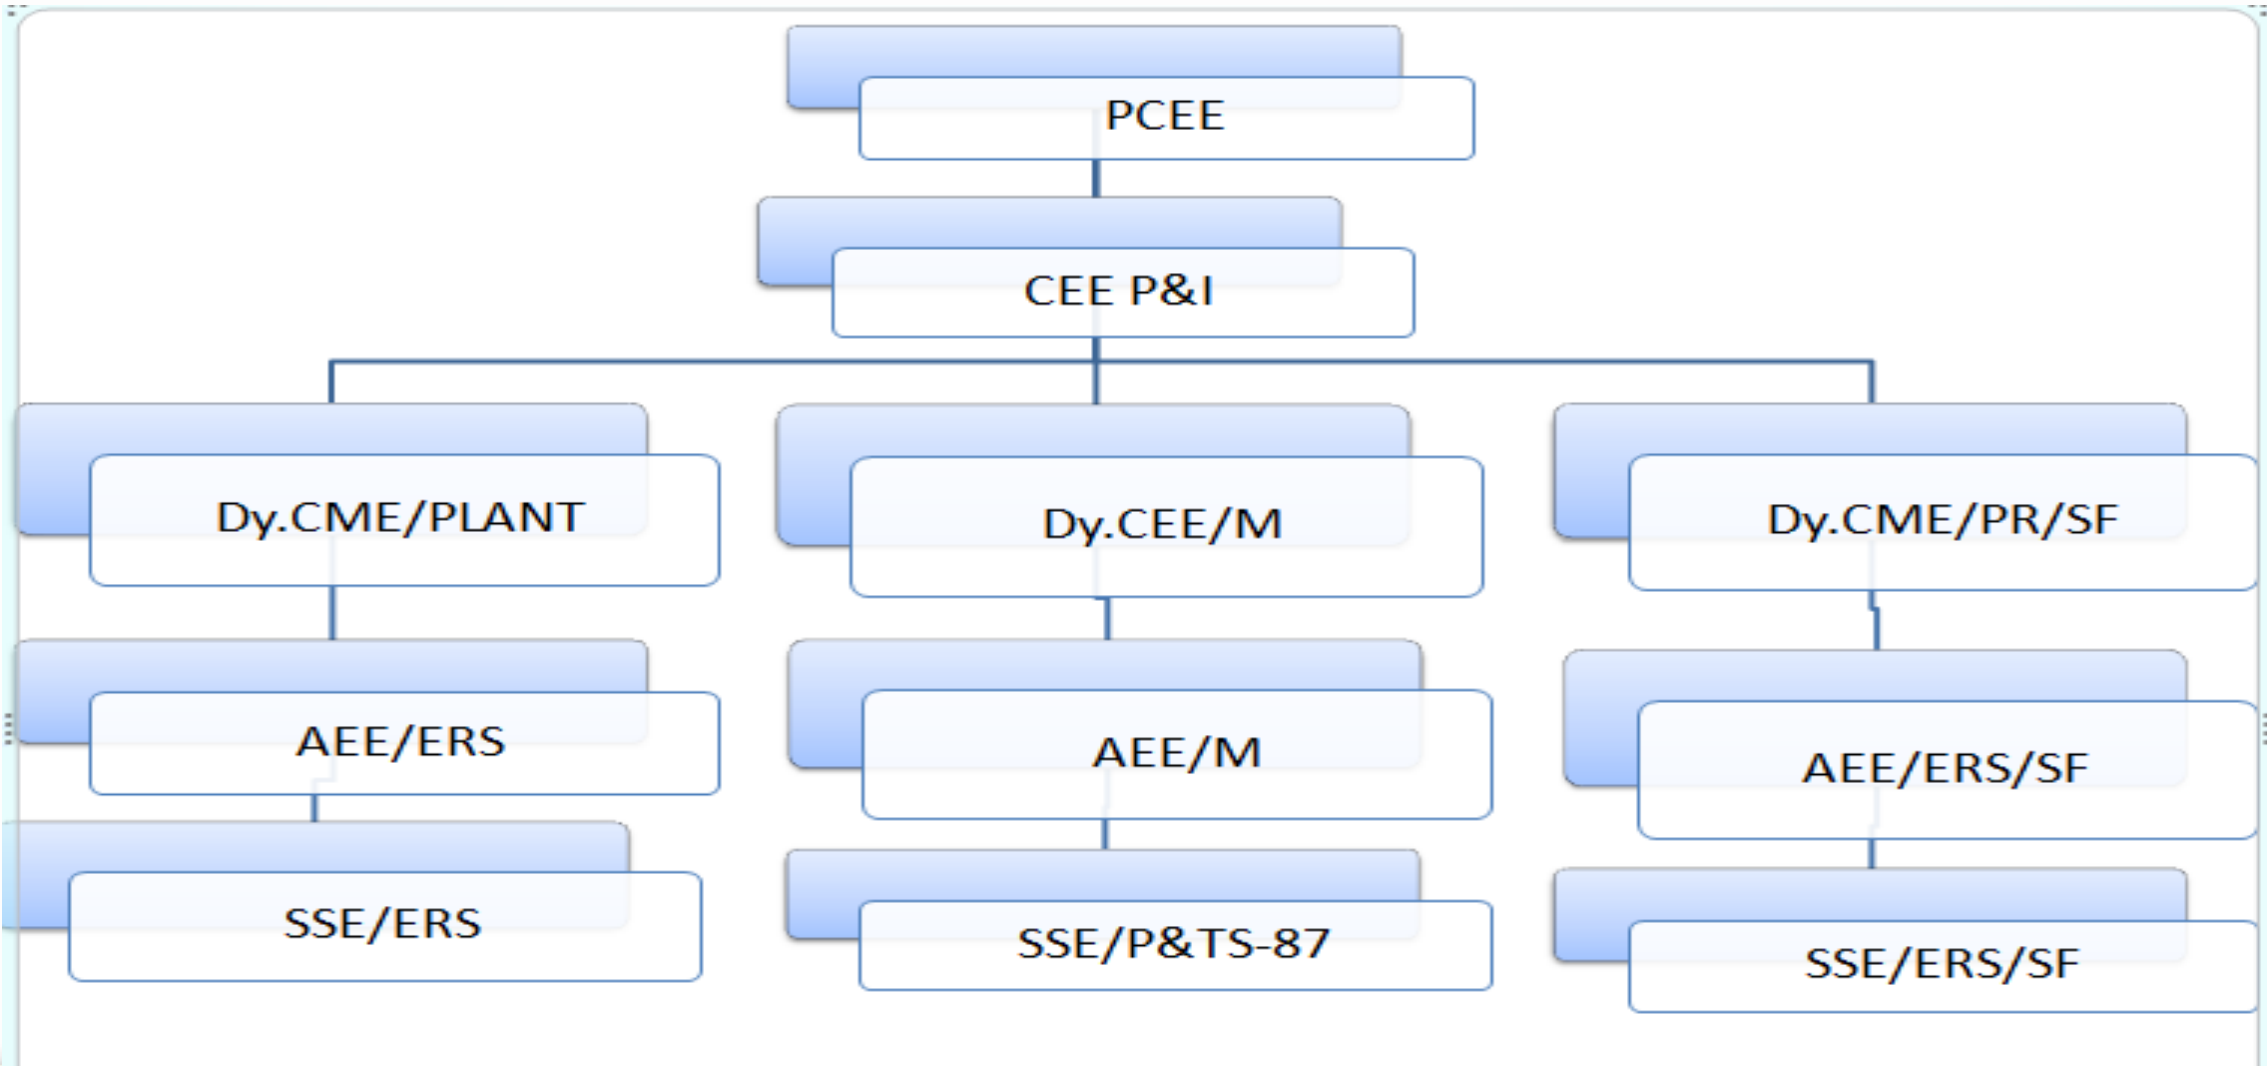 PCEE
CEE P&I
Dy.CME/PLANT
Dy.CEE/M
Dy.CME/PR/SF
AEE/ERS
AEE/M
AEE/ERS/SF
SSE/ERS
SSE/P&TS-87
SSE/ERS/SF